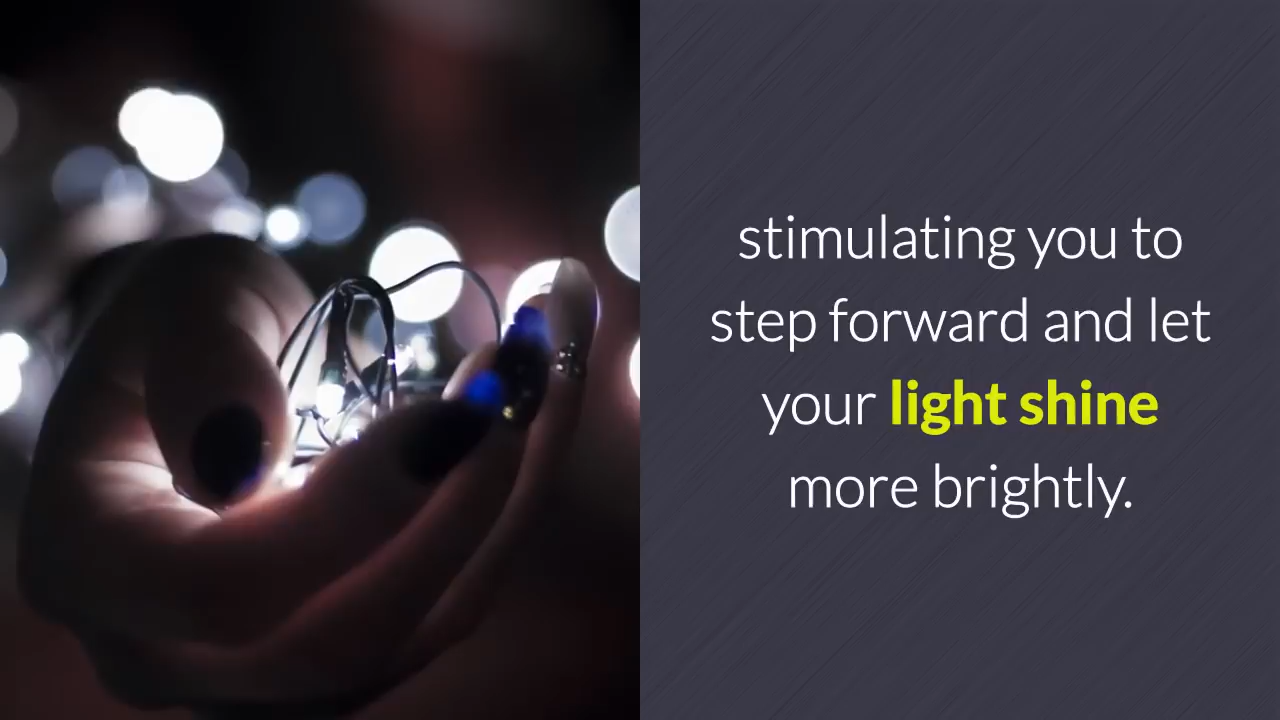 stimulating you to
step forward and let
your light shine
more brightly.